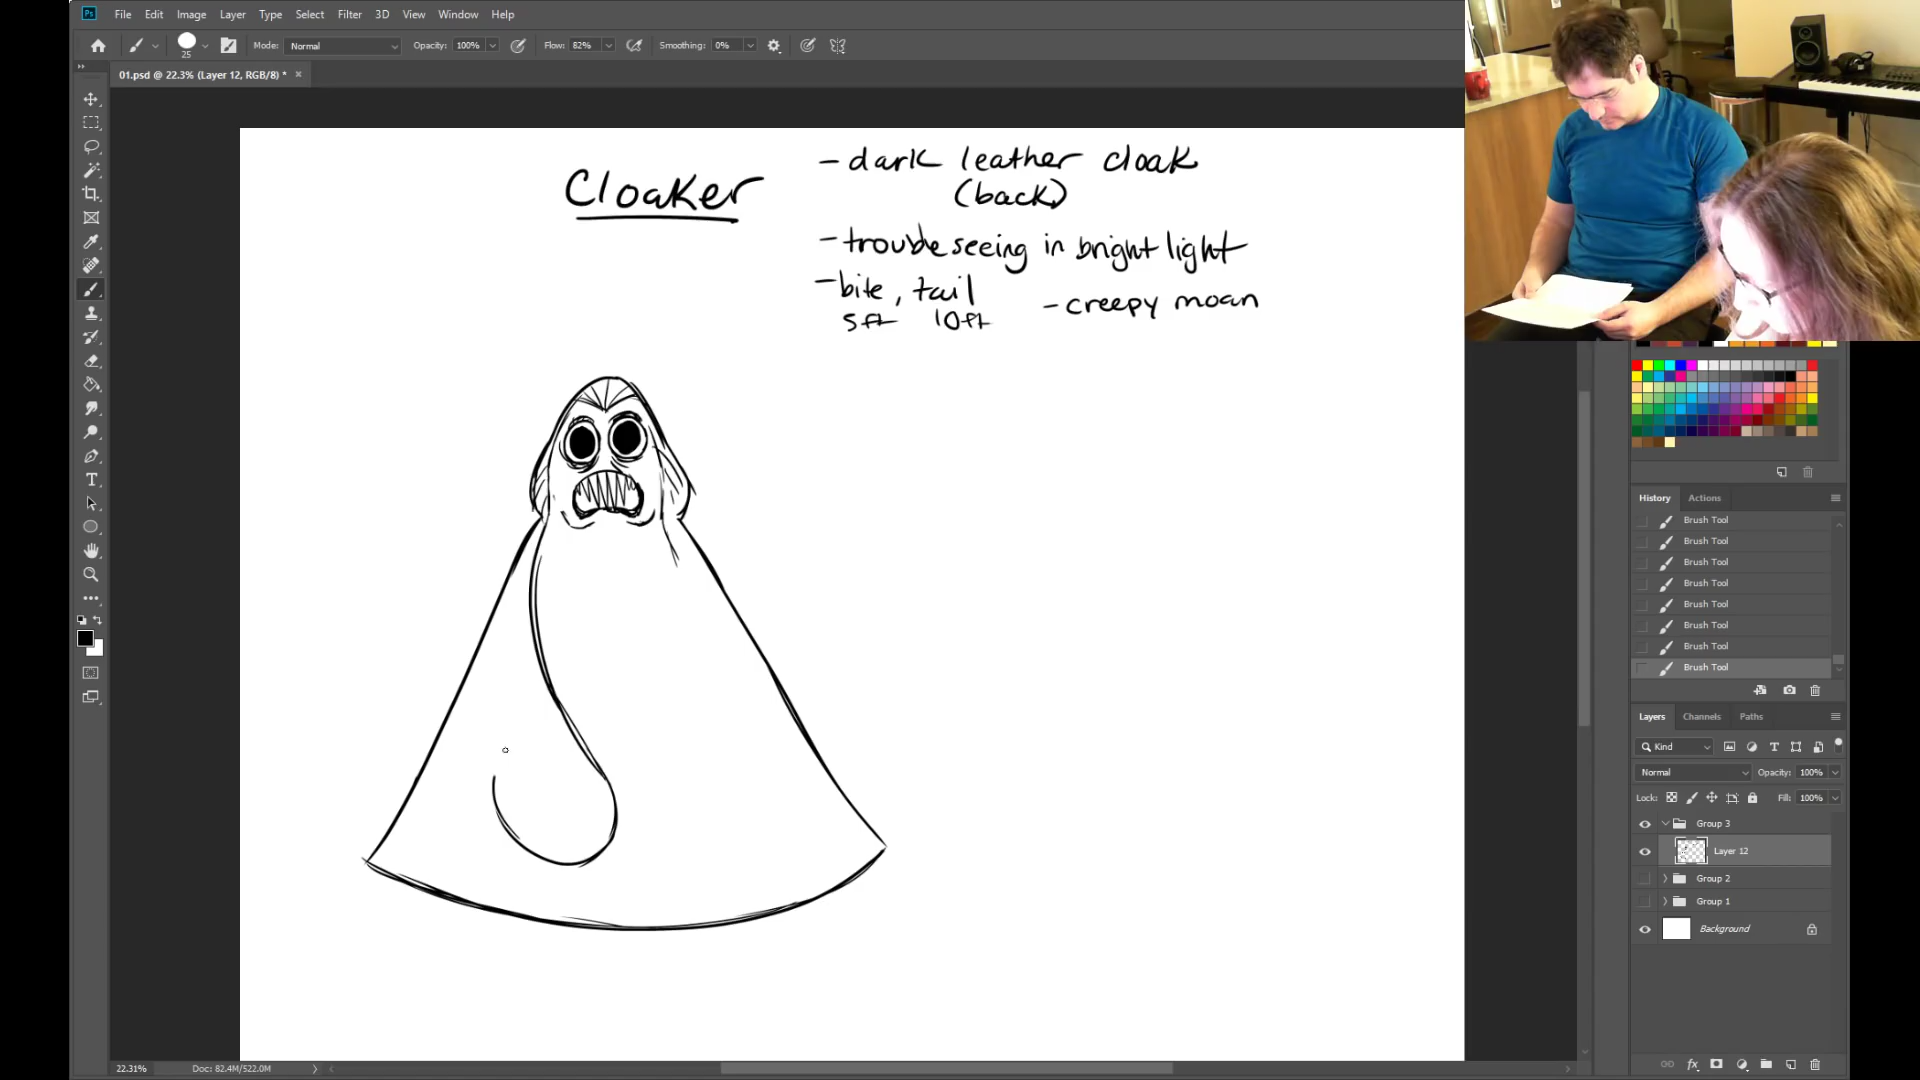 File Edit Image Layer Type Select Filter 3D View Window Help
25 Mode: Normal Opacity: 100% Flow: 82% Smoothing: 0%
01.psd @ 22.3% (Layer 12, RGB/8) *
Cloaker
- dark leather cloak
(back)
- trouble seeing in bright light
- bite, tail
5ft 10ft
- creepy moan
History Actions
Brush Tool
Brush Tool
Brush Tool
Brush Tool
Brush Tool
Brush Tool
Brush Tool
Brush Tool
Layers Channels Paths
Kind
Normal Opacity: 100%
Lock: Fill: 100%
Group 3
Layer 12
Group 2
Group 1
Background
22.31% Doc: 82.4M/522.0M